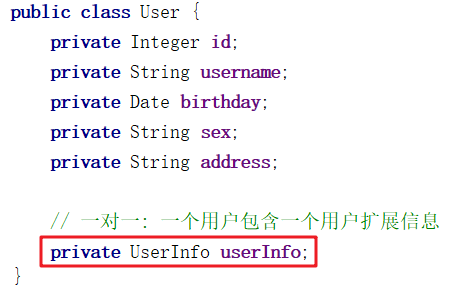 public class User {
    private Integer id;
    private String username;
    private Date birthday;
    private String sex;
    private String address;

    // 一对一: 一个用户包含一个用户扩展信息
    private UserInfo userInfo;
}